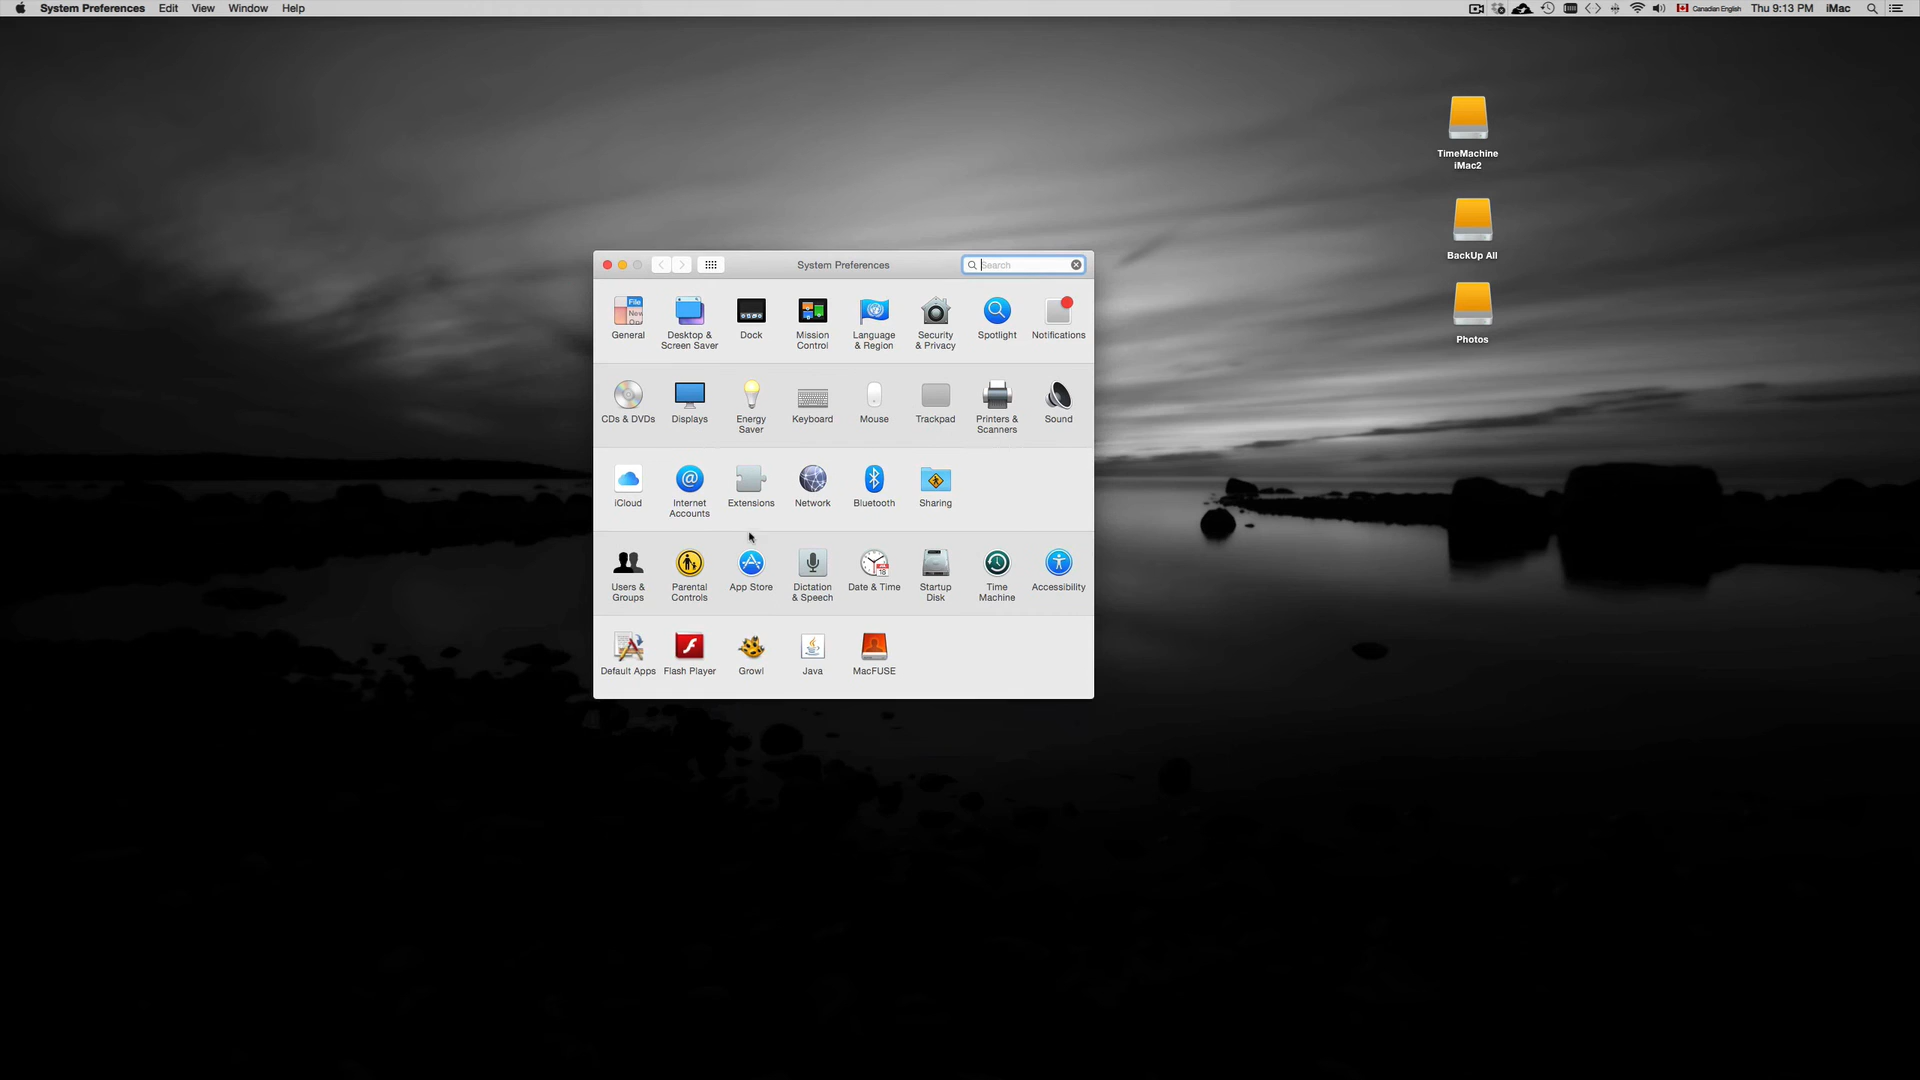 System Preferences Edit View Window Help
Canadian English Thu 9:13 PM iMac
TimeMachine
iMac2
BackUp All
Photos
System Preferences
Search
General
Desktop &
Screen Saver
Dock
Mission
Control
Language
& Region
Security
& Privacy
Spotlight
Notifications
CDs & DVDs
Displays
Energy
Saver
Keyboard
Mouse
Trackpad
Printers &
Scanners
Sound
iCloud
Internet
Accounts
Extensions
Network
Bluetooth
Sharing
Users &
Groups
Parental
Controls
App Store
Dictation
& Speech
Date & Time
Startup
Disk
Time
Machine
Accessibility
Default Apps
Flash Player
Growl
Java
MacFUSE
File
New
18